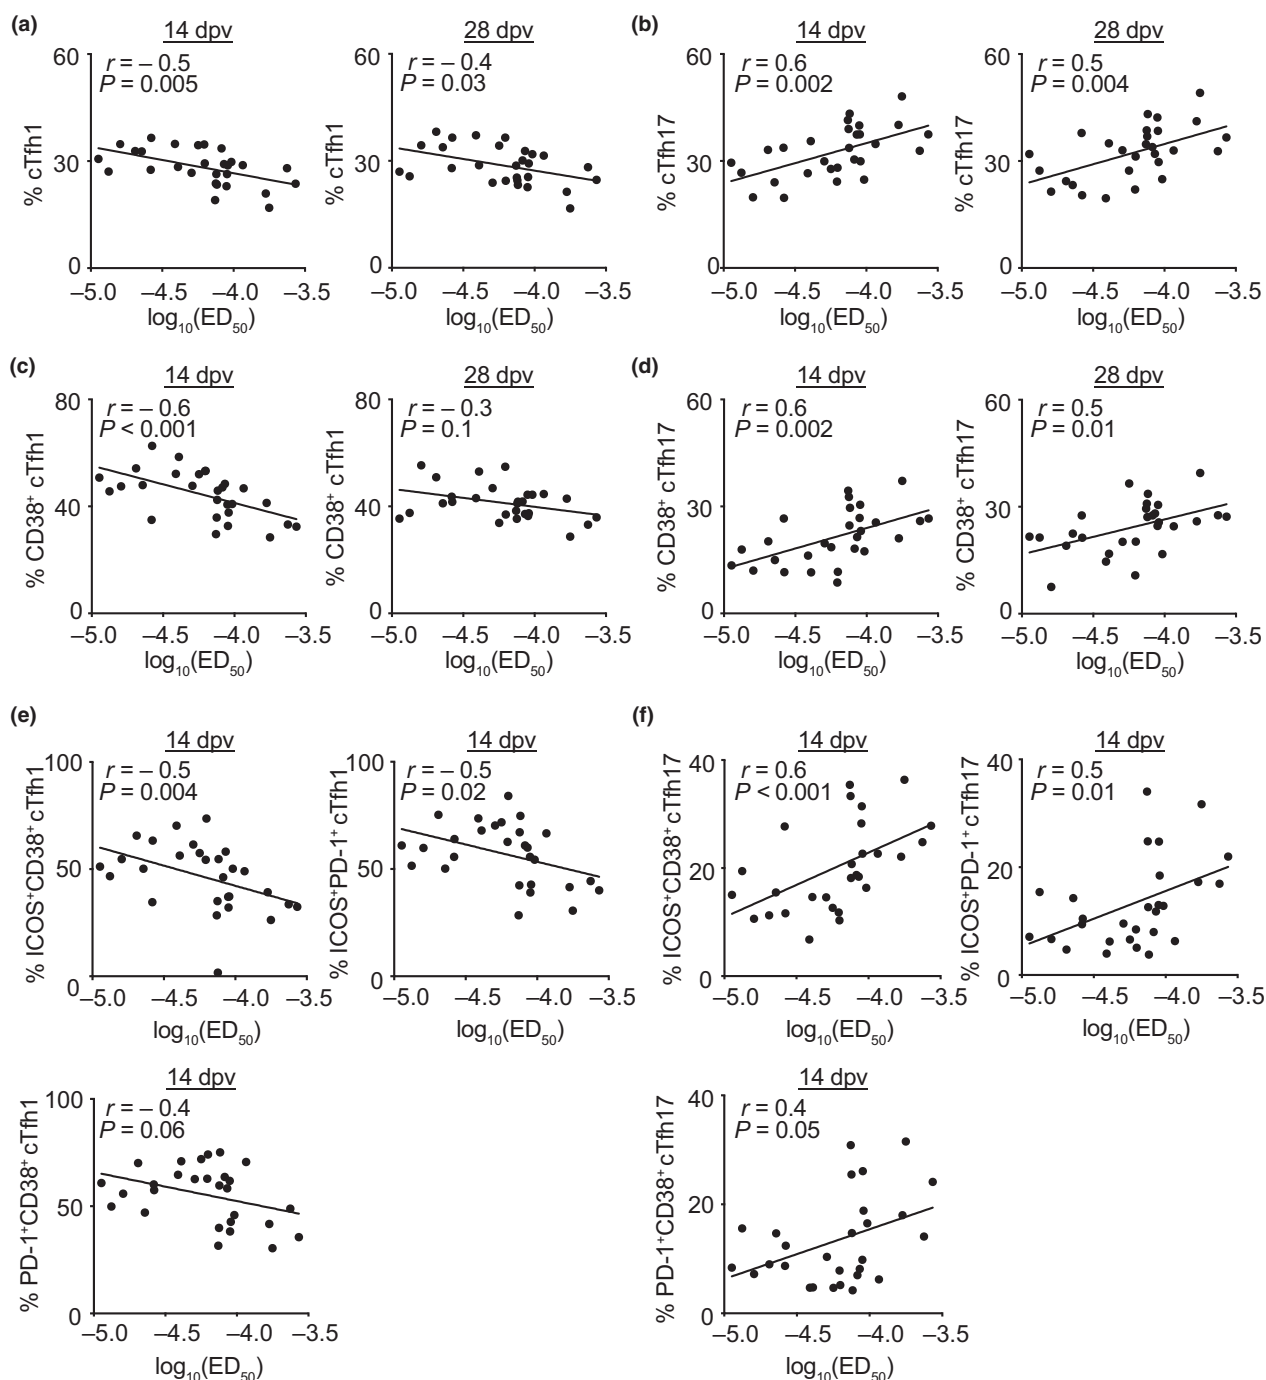 (a)
14 dpv
r = – 0.5
P = 0.005
% cTfh1
60
30
0
–5.0 –4.5 –4.0 –3.5
log10(ED50)
28 dpv
r = – 0.4
P = 0.03
% cTfh1
60
30
0
–5.0 –4.5 –4.0 –3.5
log10(ED50)
(b)
14 dpv
r = 0.6
P = 0.002
% cTfh17
60
30
0
–5.0 –4.5 –4.0 –3.5
log10(ED50)
28 dpv
r = 0.5
P = 0.004
% cTfh17
60
30
0
–5.0 –4.5 –4.0 –3.5
log10(ED50)
(c)
14 dpv
r = – 0.6
P < 0.001
% CD38+ cTfh1
80
40
0
–5.0 –4.5 –4.0 –3.5
log10(ED50)
28 dpv
r = – 0.3
P = 0.1
% CD38+ cTfh1
80
40
0
–5.0 –4.5 –4.0 –3.5
log10(ED50)
(d)
14 dpv
r = 0.6
P = 0.002
% CD38+ cTfh17
60
30
0
–5.0 –4.5 –4.0 –3.5
log10(ED50)
28 dpv
r = 0.5
P = 0.01
% CD38+ cTfh17
60
30
0
–5.0 –4.5 –4.0 –3.5
log10(ED50)
(e)
14 dpv
r = – 0.5
P = 0.004
% ICOS+CD38+ cTfh1
100
50
0
–5.0 –4.5 –4.0 –3.5
log10(ED50)
14 dpv
r = – 0.5
P = 0.02
% ICOS+PD-1+ cTfh1
100
50
0
–5.0 –4.5 –4.0 –3.5
log10(ED50)
14 dpv
r = – 0.4
P = 0.06
% PD-1+CD38+ cTfh1
100
50
0
–5.0 –4.5 –4.0 –3.5
log10(ED50)
(f)
14 dpv
r = 0.6
P < 0.001
% ICOS+CD38+ cTfh17
40
20
0
–5.0 –4.5 –4.0 –3.5
log10(ED50)
14 dpv
r = 0.5
P = 0.01
% ICOS+PD-1+ cTfh17
40
20
0
–5.0 –4.5 –4.0 –3.5
log10(ED50)
14 dpv
r = 0.4
P = 0.05
% PD-1+CD38+ cTfh17
40
20
0
–5.0 –4.5 –4.0 –3.5
log10(ED50)